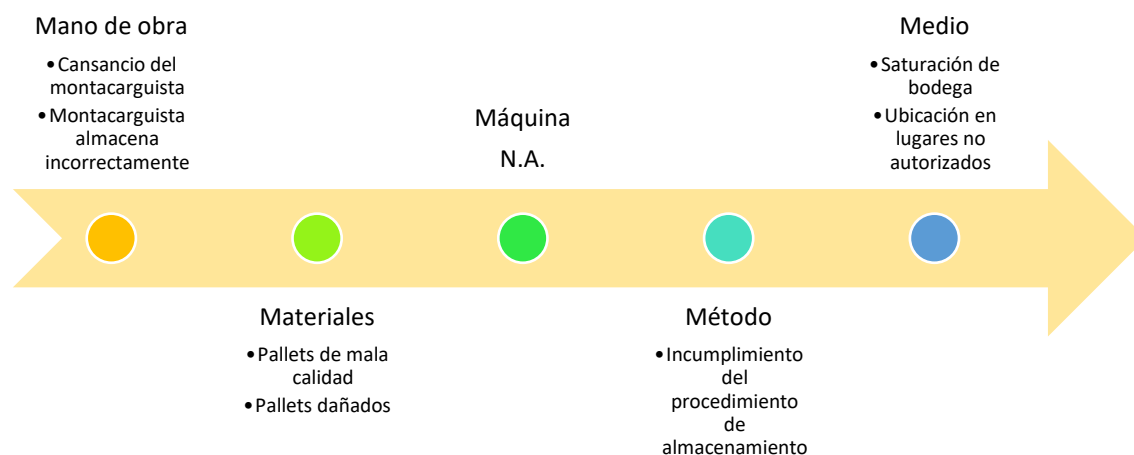 Mano de obra
•Cansancio del
montacarguista
•Montacarguista
almacena
incorrectamente
Materiales
•Pallets de mala
calidad
•Pallets dañados
Máquina
N.A.
Método
•Incumplimiento
del
procedimiento
de
almacenamiento
Medio
•Saturación de
bodega
•Ubicación en
lugares no
autorizados